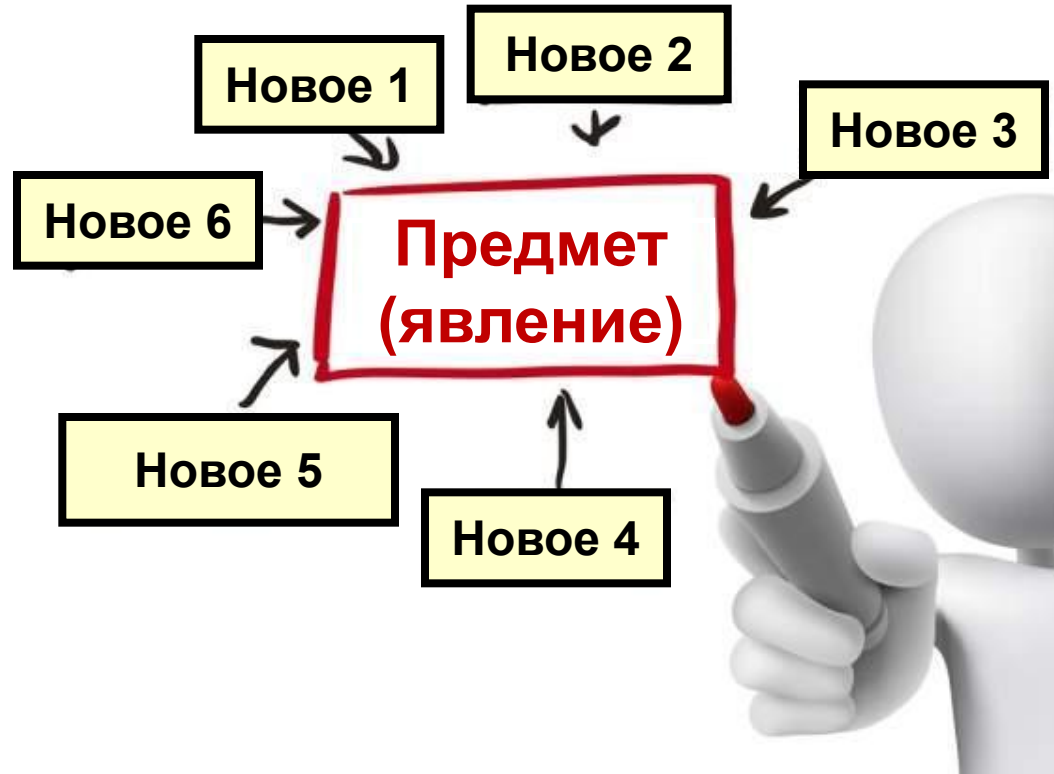 Новое 1
Новое 2
Новое 3
Новое 6
Предмет
(явление)
Новое 5
Новое 4